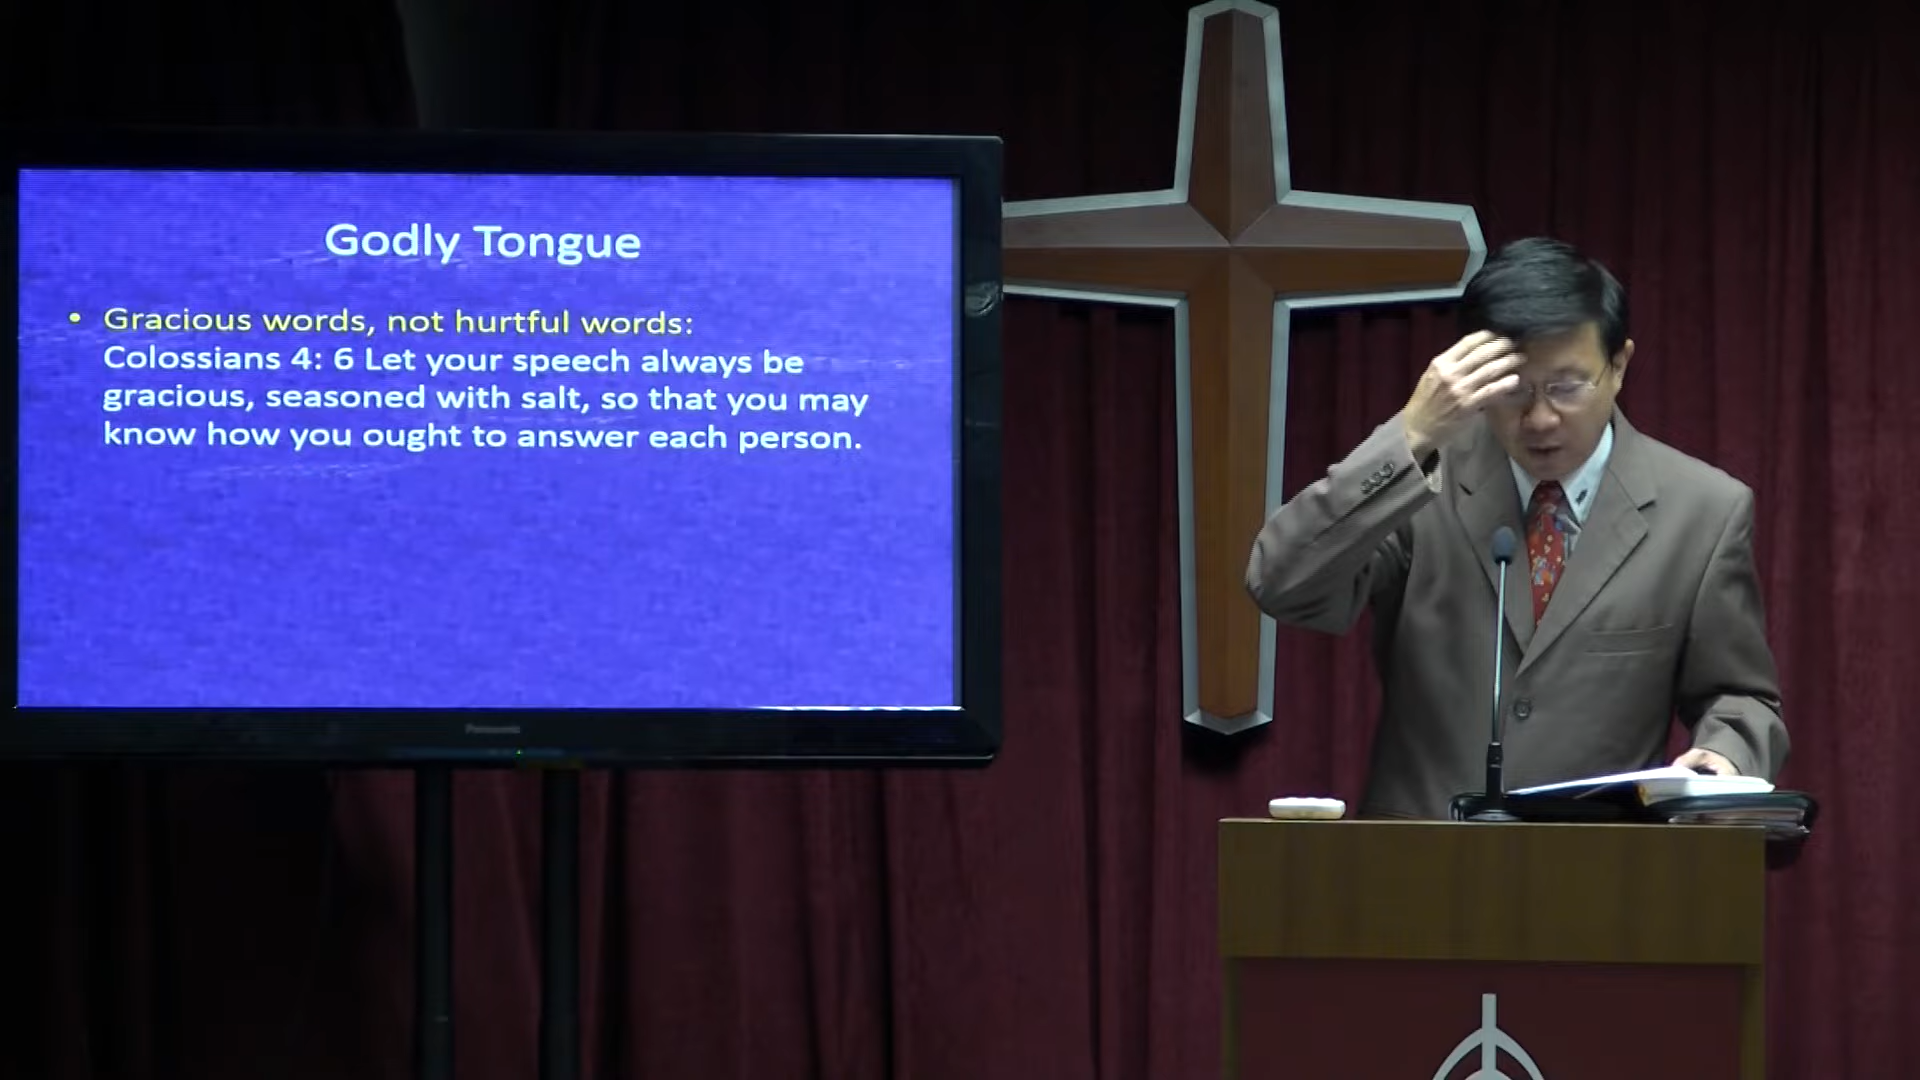 Godly Tongue
• Gracious words, not hurtful words:
Colossians 4: 6 Let your speech always be
gracious, seasoned with salt, so that you may
know how you ought to answer each person.
Panasonic